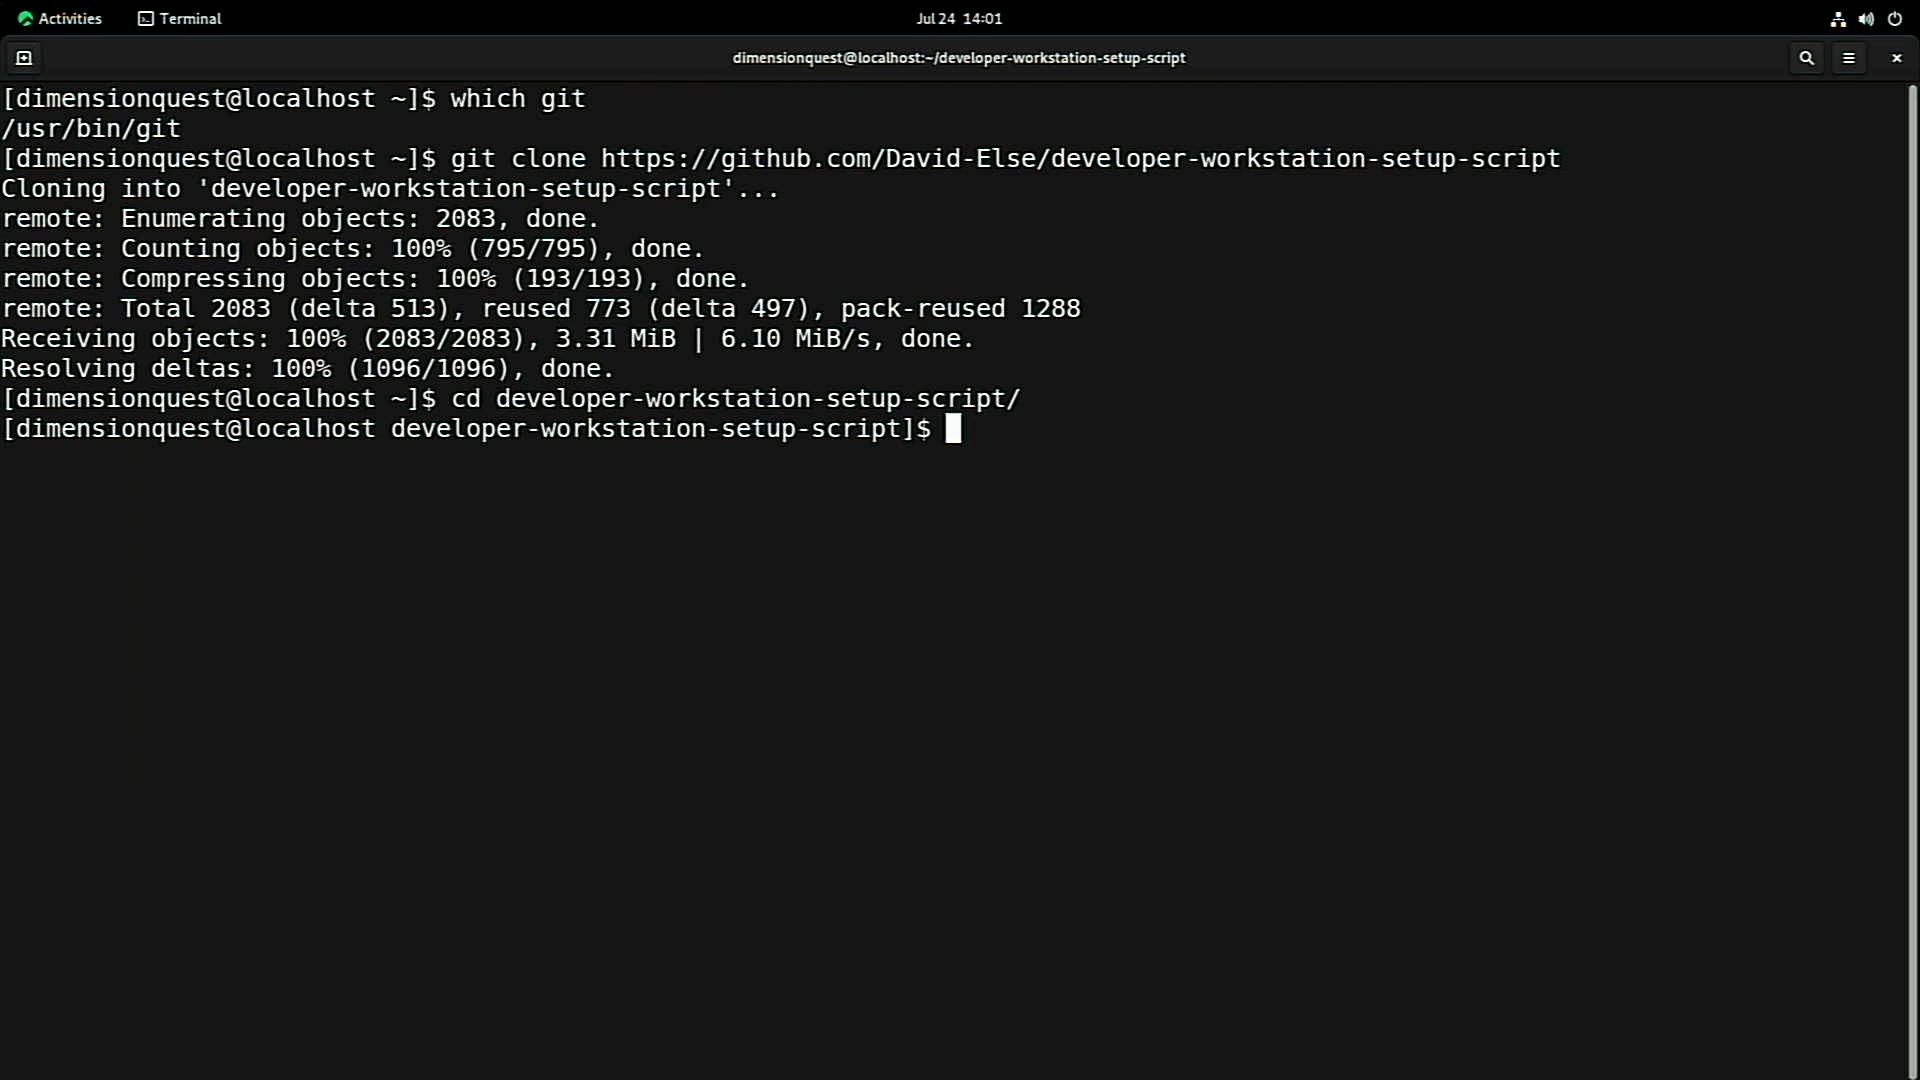 Activities Terminal Jul 24 14:01
dimensionquest@localhost:~/developer-workstation-setup-script
[dimensionquest@localhost ~]$ which git
/usr/bin/git
[dimensionquest@localhost ~]$ git clone https://github.com/David-Else/developer-workstation-setup-script
Cloning into 'developer-workstation-setup-script'...
remote: Enumerating objects: 2083, done.
remote: Counting objects: 100% (795/795), done.
remote: Compressing objects: 100% (193/193), done.
remote: Total 2083 (delta 513), reused 773 (delta 497), pack-reused 1288
Receiving objects: 100% (2083/2083), 3.31 MiB | 6.10 MiB/s, done.
Resolving deltas: 100% (1096/1096), done.
[dimensionquest@localhost ~]$ cd developer-workstation-setup-script/
[dimensionquest@localhost developer-workstation-setup-script]$